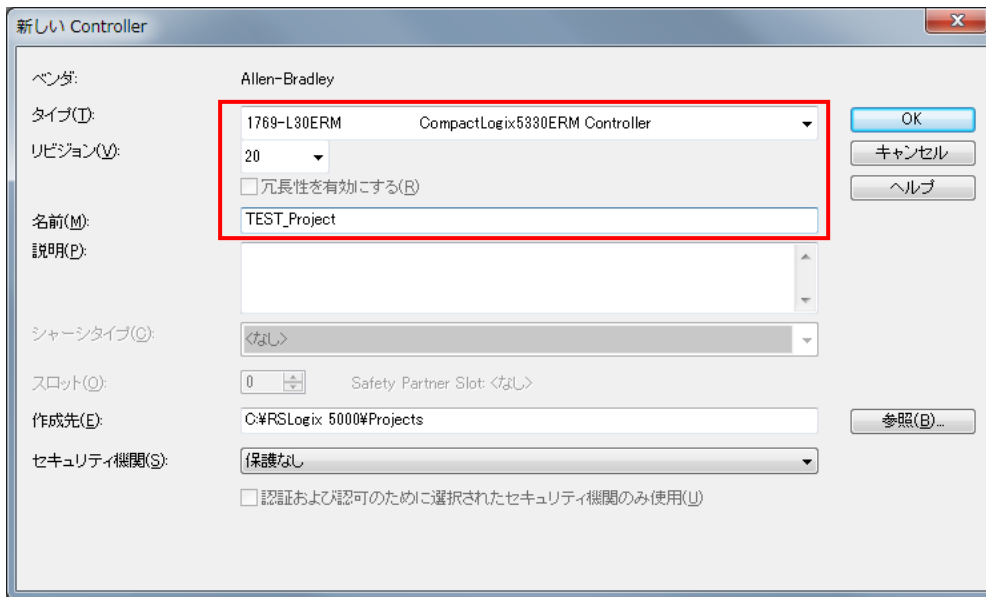 新しい Controller
ベンダ: Allen-Bradley
タイプ(T): 1769-L30ERM CompactLogix5330ERM Controller OK
リビジョン(V): 20 キャンセル
冗長性を有効にする(R) ヘルプ
名前(M): TEST_Project
説明(P):
シャーシタイプ(C): <なし>
スロット(O): 0 Safety Partner Slot: <なし>
作成先(E): C:¥RSLogix 5000¥Projects 参照(B)...
セキュリティ機関(S): 保護なし
認証および認可のために選択されたセキュリティ機関のみ使用(U)